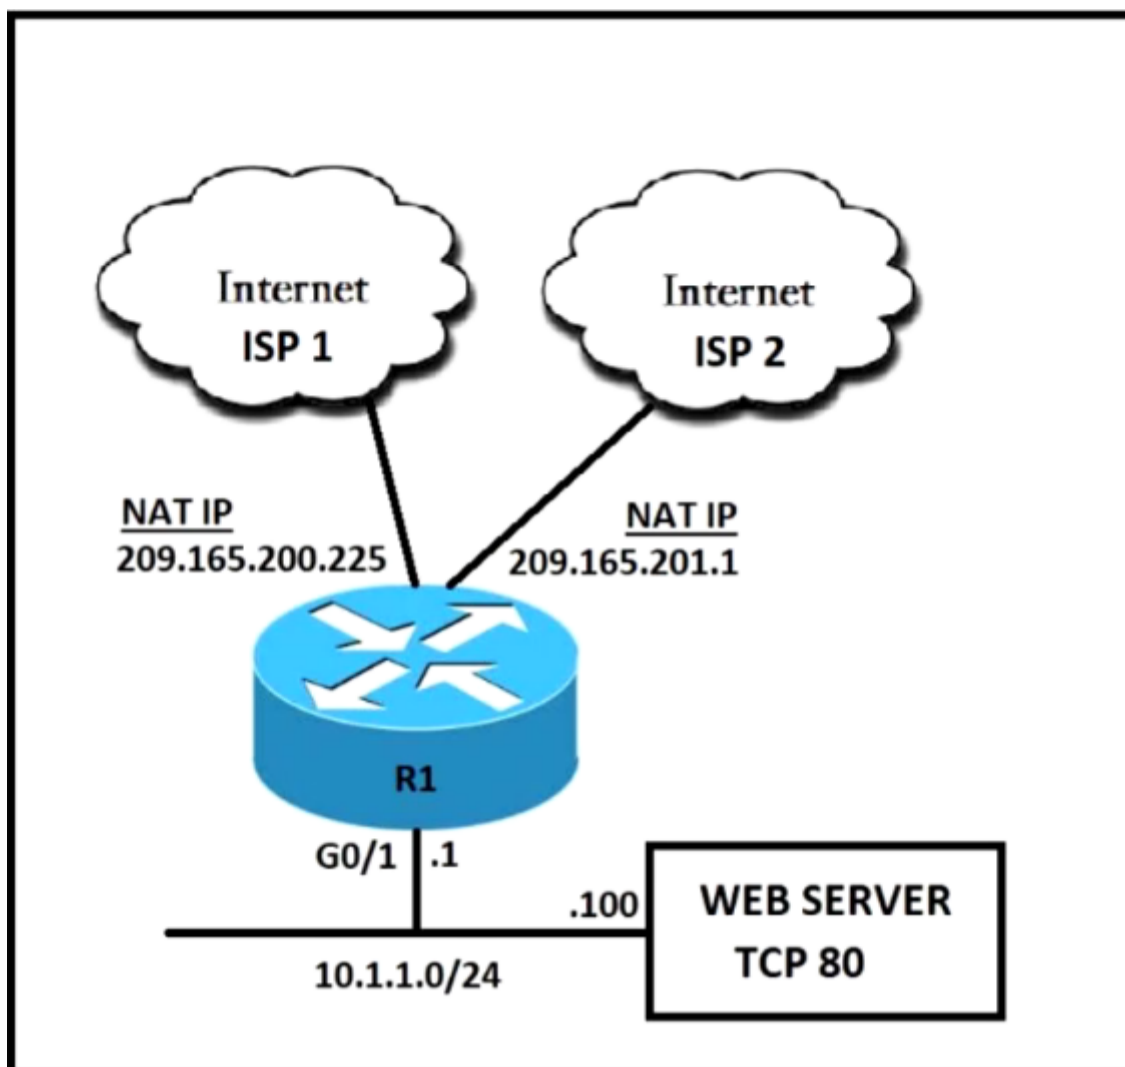 Internet
ISP 1
Internet
ISP 2
NAT IP
209.165.200.225
NAT IP
209.165.201.1
R1
G0/1
.1
.100
WEB SERVER
TCP 80
10.1.1.0/24